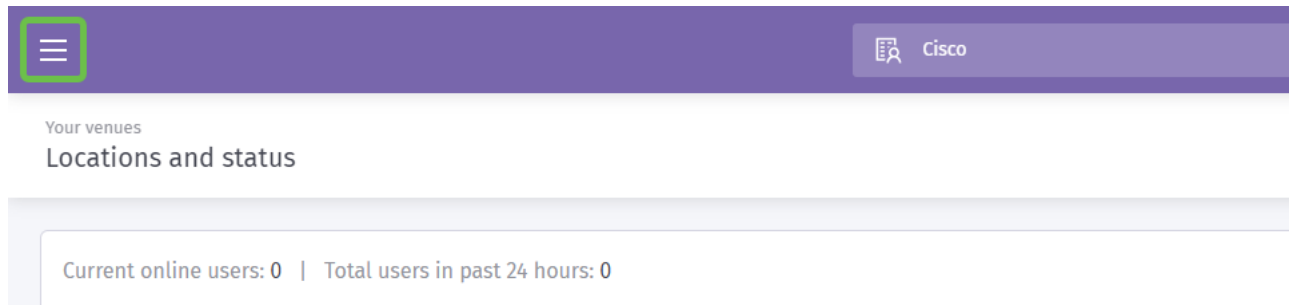 Cisco
Your venues
Locations and status
Current online users: 0 | Total users in past 24 hours: 0